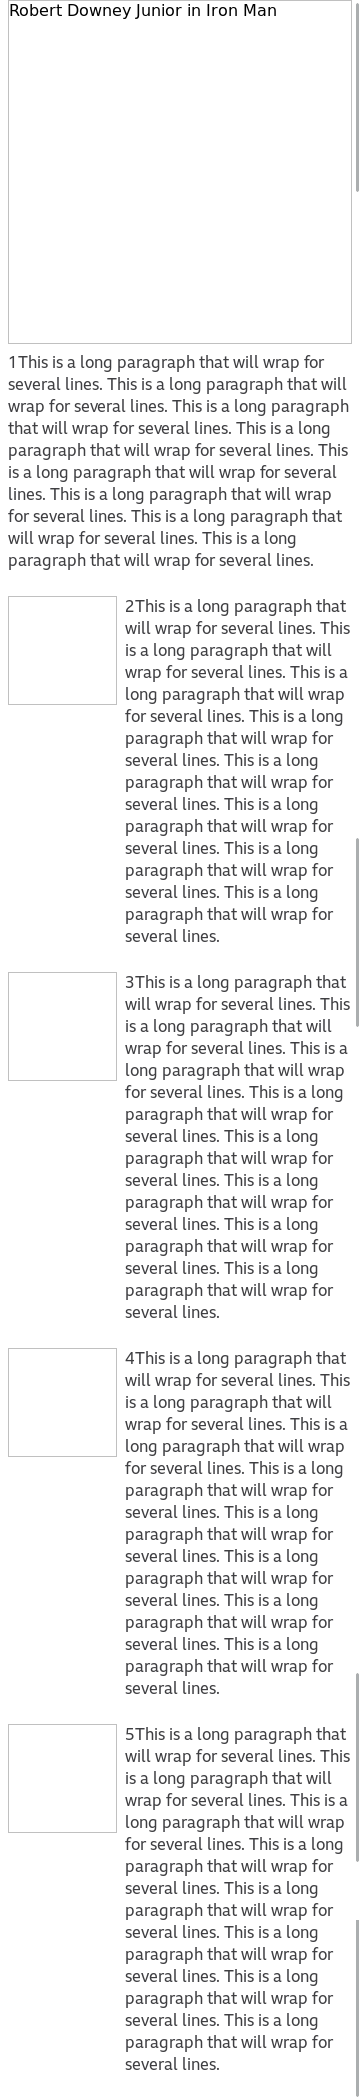 Robert Downey Junior in Iron Man
1This is a long paragraph that will wrap for
several lines. This is a long paragraph that will
wrap for several lines. This is a long paragraph
that will wrap for several lines. This is a long
paragraph that will wrap for several lines. This
is a long paragraph that will wrap for several
lines. This is a long paragraph that will wrap
for several lines. This is a long paragraph that
will wrap for several lines. This is a long
paragraph that will wrap for several lines.
2This is a long paragraph that
will wrap for several lines. This
is a long paragraph that will
wrap for several lines. This is a
long paragraph that will wrap
for several lines. This is a long
paragraph that will wrap for
several lines. This is a long
paragraph that will wrap for
several lines. This is a long
paragraph that will wrap for
several lines. This is a long
paragraph that will wrap for
several lines. This is a long
paragraph that will wrap for
several lines.
3This is a long paragraph that
will wrap for several lines. This
is a long paragraph that will
wrap for several lines. This is a
long paragraph that will wrap
for several lines. This is a long
paragraph that will wrap for
several lines. This is a long
paragraph that will wrap for
several lines. This is a long
paragraph that will wrap for
several lines. This is a long
paragraph that will wrap for
several lines. This is a long
paragraph that will wrap for
several lines.
4This is a long paragraph that
will wrap for several lines. This
is a long paragraph that will
wrap for several lines. This is a
long paragraph that will wrap
for several lines. This is a long
paragraph that will wrap for
several lines. This is a long
paragraph that will wrap for
several lines. This is a long
paragraph that will wrap for
several lines. This is a long
paragraph that will wrap for
several lines. This is a long
paragraph that will wrap for
several lines.
5This is a long paragraph that
will wrap for several lines. This
is a long paragraph that will
wrap for several lines. This is a
long paragraph that will wrap
for several lines. This is a long
paragraph that will wrap for
several lines. This is a long
paragraph that will wrap for
several lines. This is a long
paragraph that will wrap for
several lines. This is a long
paragraph that will wrap for
several lines. This is a long
paragraph that will wrap for
several lines.